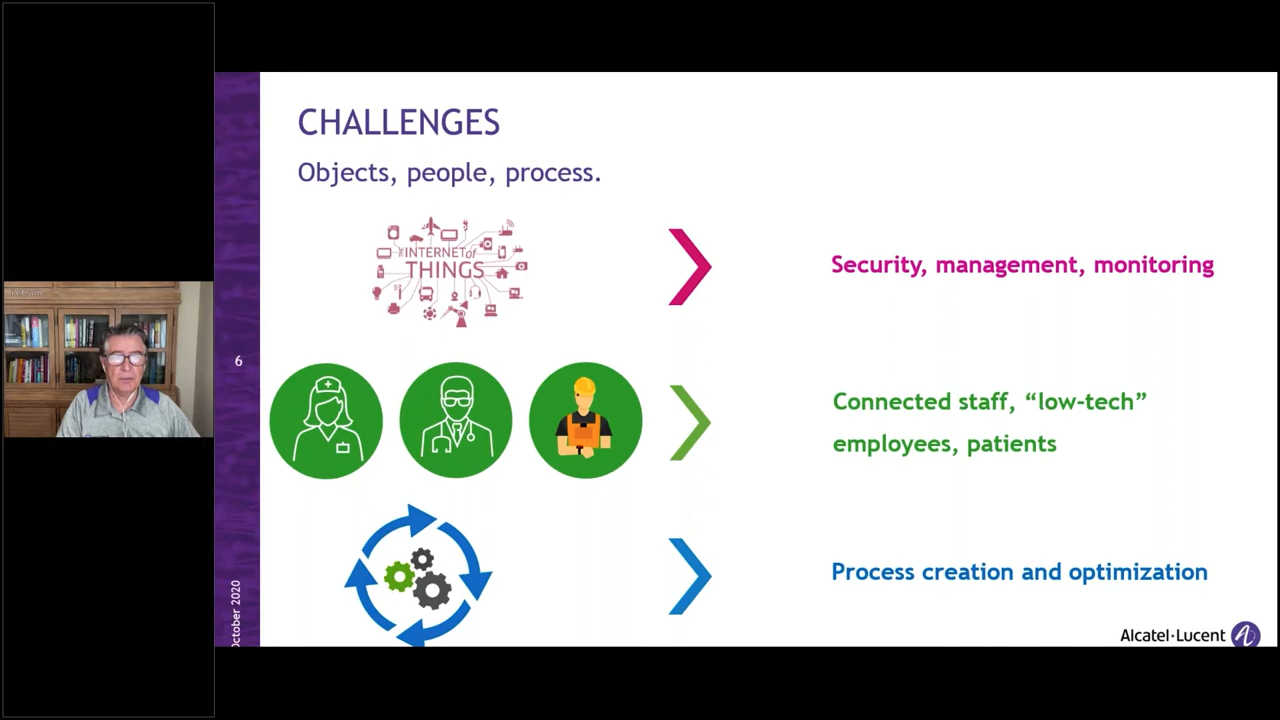 CHALLENGES
Objects, people, process.
THE INTERNET of
THINGS
Security, management, monitoring
6
Connected staff, “low-tech”
employees, patients
Process creation and optimization
October 2020
Alcatel·Lucent